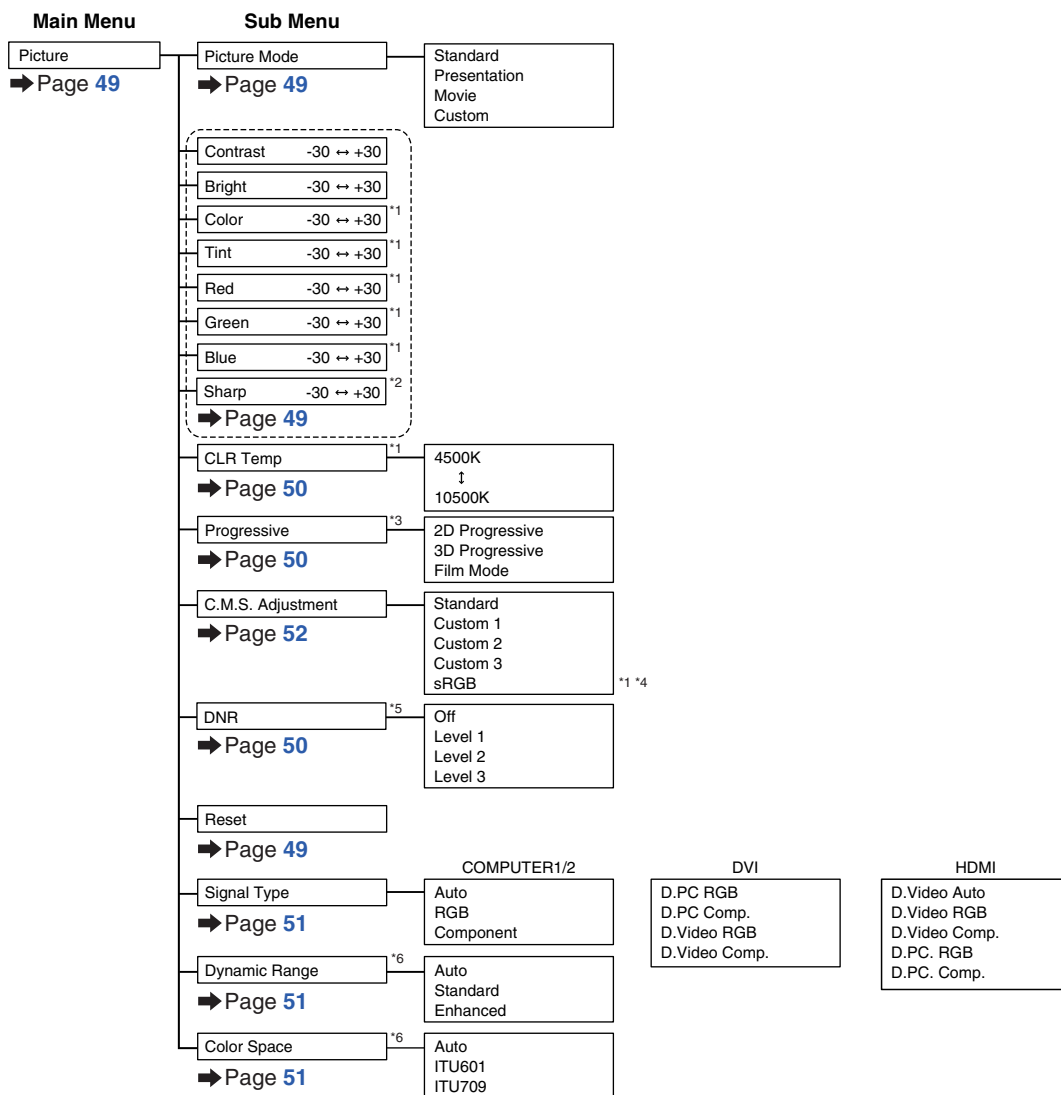 Main Menu Sub Menu
Picture Picture Mode Standard
➡ Page 49 ➡ Page 49 Presentation
Movie
Custom
Contrast -30 ↔ +30
Bright -30 ↔ +30
Color -30 ↔ +30 *1
Tint -30 ↔ +30 *1
Red -30 ↔ +30 *1
Green -30 ↔ +30 *1
Blue -30 ↔ +30 *1
Sharp -30 ↔ +30 *2
➡ Page 49
CLR Temp *1 4500K
➡ Page 50 ↕
10500K
Progressive *3 2D Progressive
➡ Page 50 3D Progressive
Film Mode
C.M.S. Adjustment Standard
➡ Page 52 Custom 1
Custom 2
Custom 3
sRGB *1 *4
DNR *5 Off
➡ Page 50 Level 1
Level 2
Level 3
Reset
➡ Page 49
COMPUTER1/2 DVI HDMI
Signal Type Auto D.PC RGB D.Video Auto
➡ Page 51 RGB D.PC Comp. D.Video RGB
Component D.Video RGB D.Video Comp.
D.Video Comp. D.PC. RGB
D.PC. Comp.
Dynamic Range *6 Auto
➡ Page 51 Standard
Enhanced
Color Space *6 Auto
➡ Page 51 ITU601
ITU709